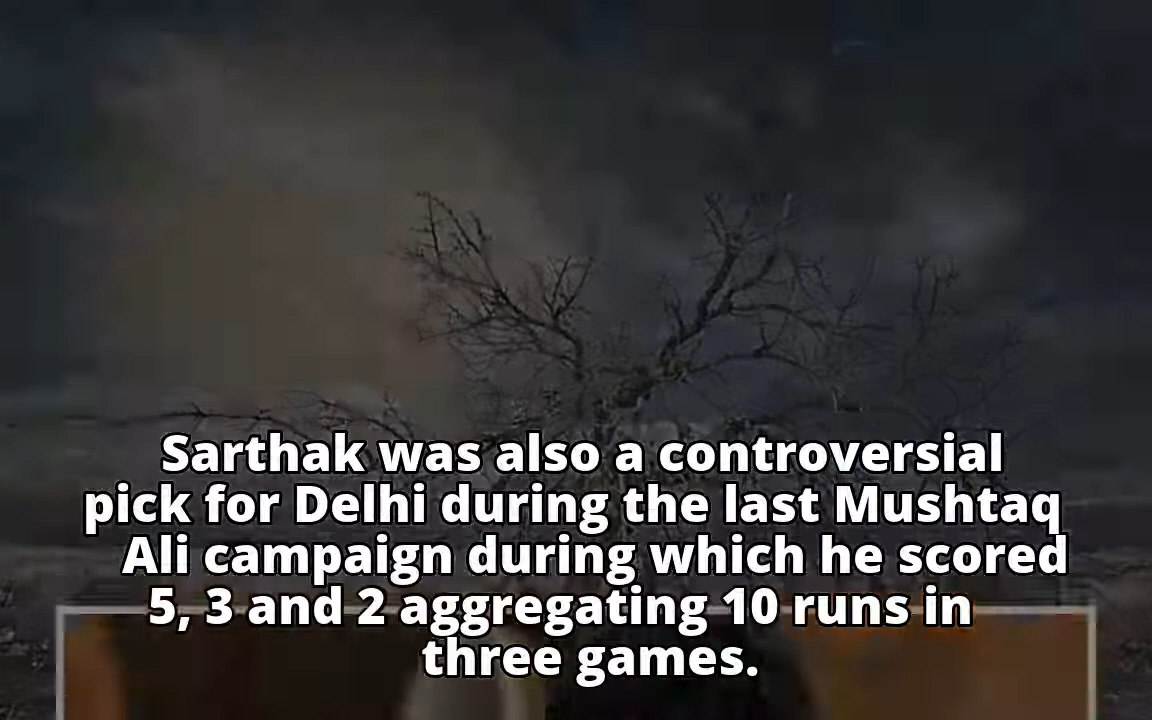 Sarthak was also a controversial
pick for Delhi during the last Mushtaq
Ali campaign during which he scored
5, 3 and 2 aggregating 10 runs in
three games.